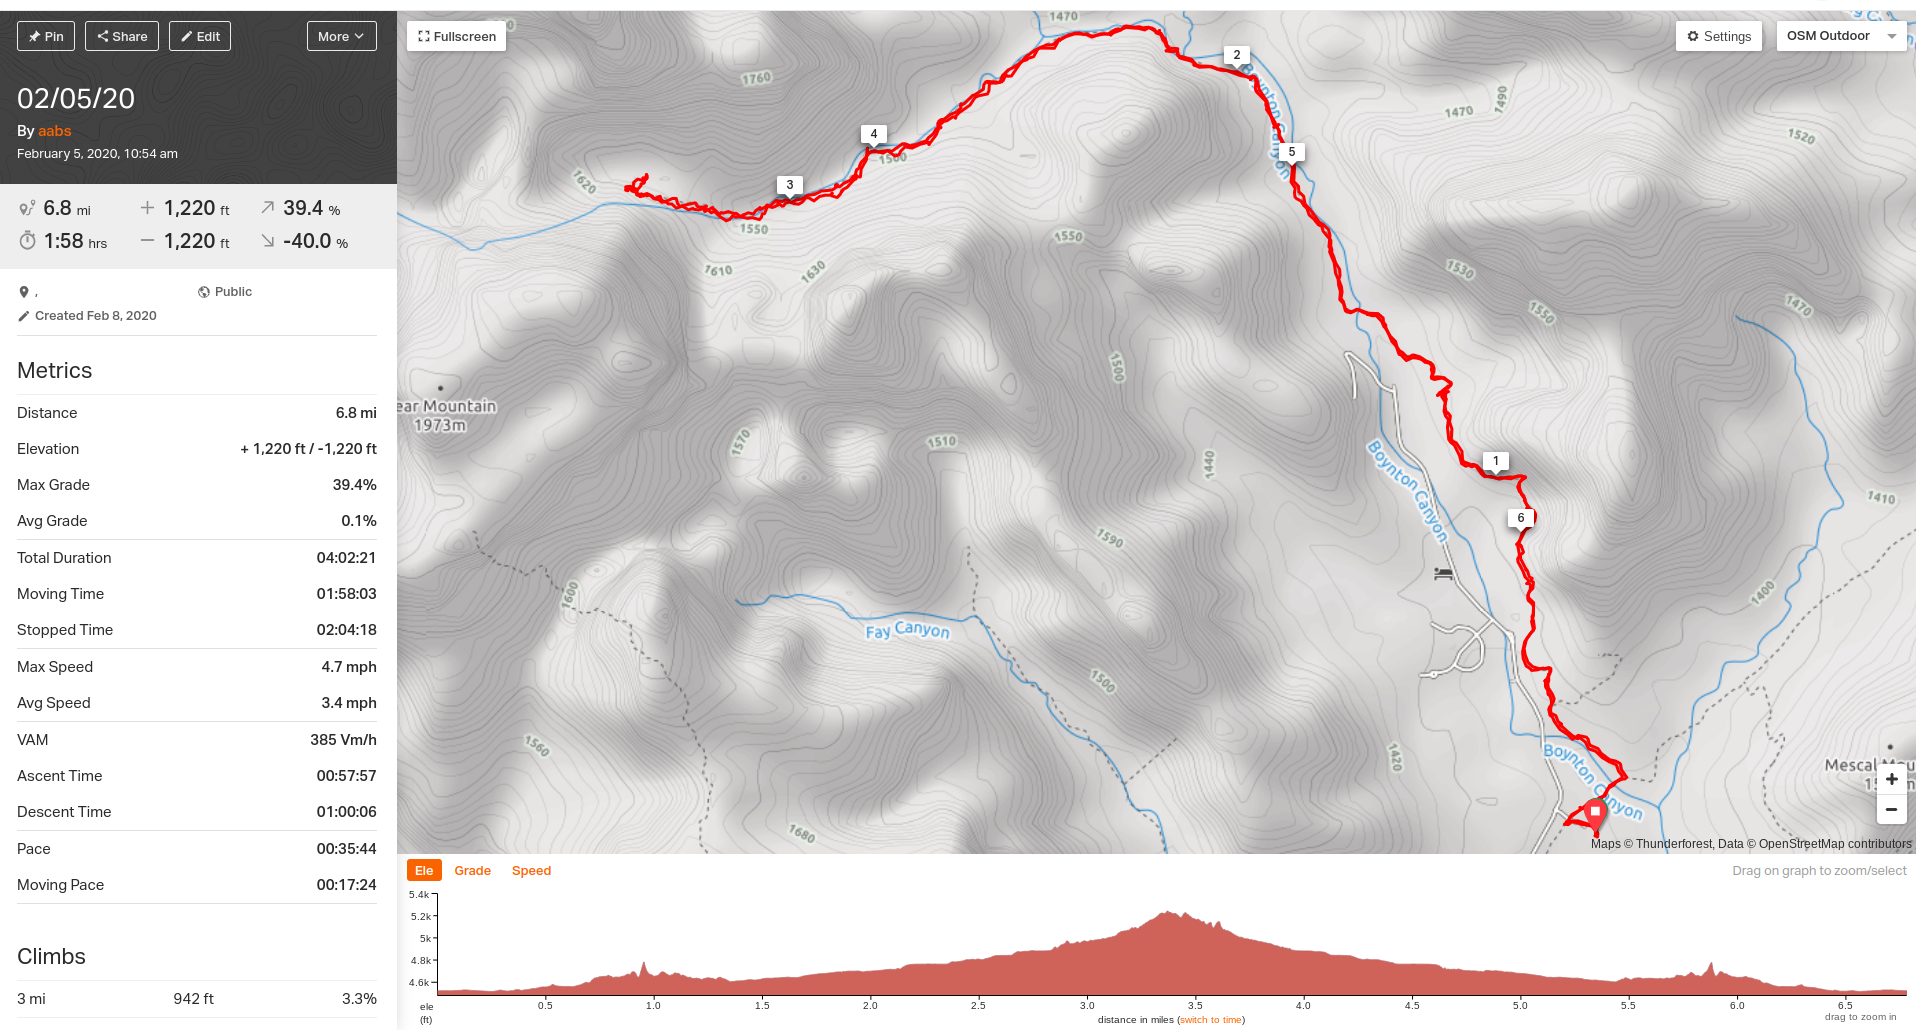 Pin
Share
Edit
More
02/05/20
By aabs
February 5, 2020, 10:54 am
6.8 mi
1,220 ft
39.4 %
1:58 hrs
1,220 ft
-40.0 %
,
Public
Created Feb 8, 2020
Metrics
Distance 6.8 mi
Elevation + 1,220 ft / -1,220 ft
Max Grade 39.4%
Avg Grade 0.1%
Total Duration 04:02:21
Moving Time 01:58:03
Stopped Time 02:04:18
Max Speed 4.7 mph
Avg Speed 3.4 mph
VAM 385 Vm/h
Ascent Time 00:57:57
Descent Time 01:00:06
Pace 00:35:44
Moving Pace 00:17:24
Climbs
3 mi 942 ft 3.3%
Fullscreen
Settings
OSM Outdoor
1470
1760
2
Boynton Canyon
1470
1490
1520
4
1500
5
1620
3
1550
1610
1630
1550
1530
1550
1470
1500
ear Mountain
1973m
1570
1510
1440
Boynton Canyon
1
1410
6
1590
1600
1400
Fay Canyon
1500
1560
1420
Boynton Canyon
Mescal Mou
1680
+
−
Maps © Thunderforest, Data © OpenStreetMap contributors
Ele
Grade
Speed
Drag on graph to zoom/select
5.4k
5.2k
5k
4.8k
4.6k
ele
(ft)
0.5 1.0 1.5 2.0 2.5 3.0 3.5 4.0 4.5 5.0 5.5 6.0 6.5
distance in miles (switch to time)
drag to zoom in